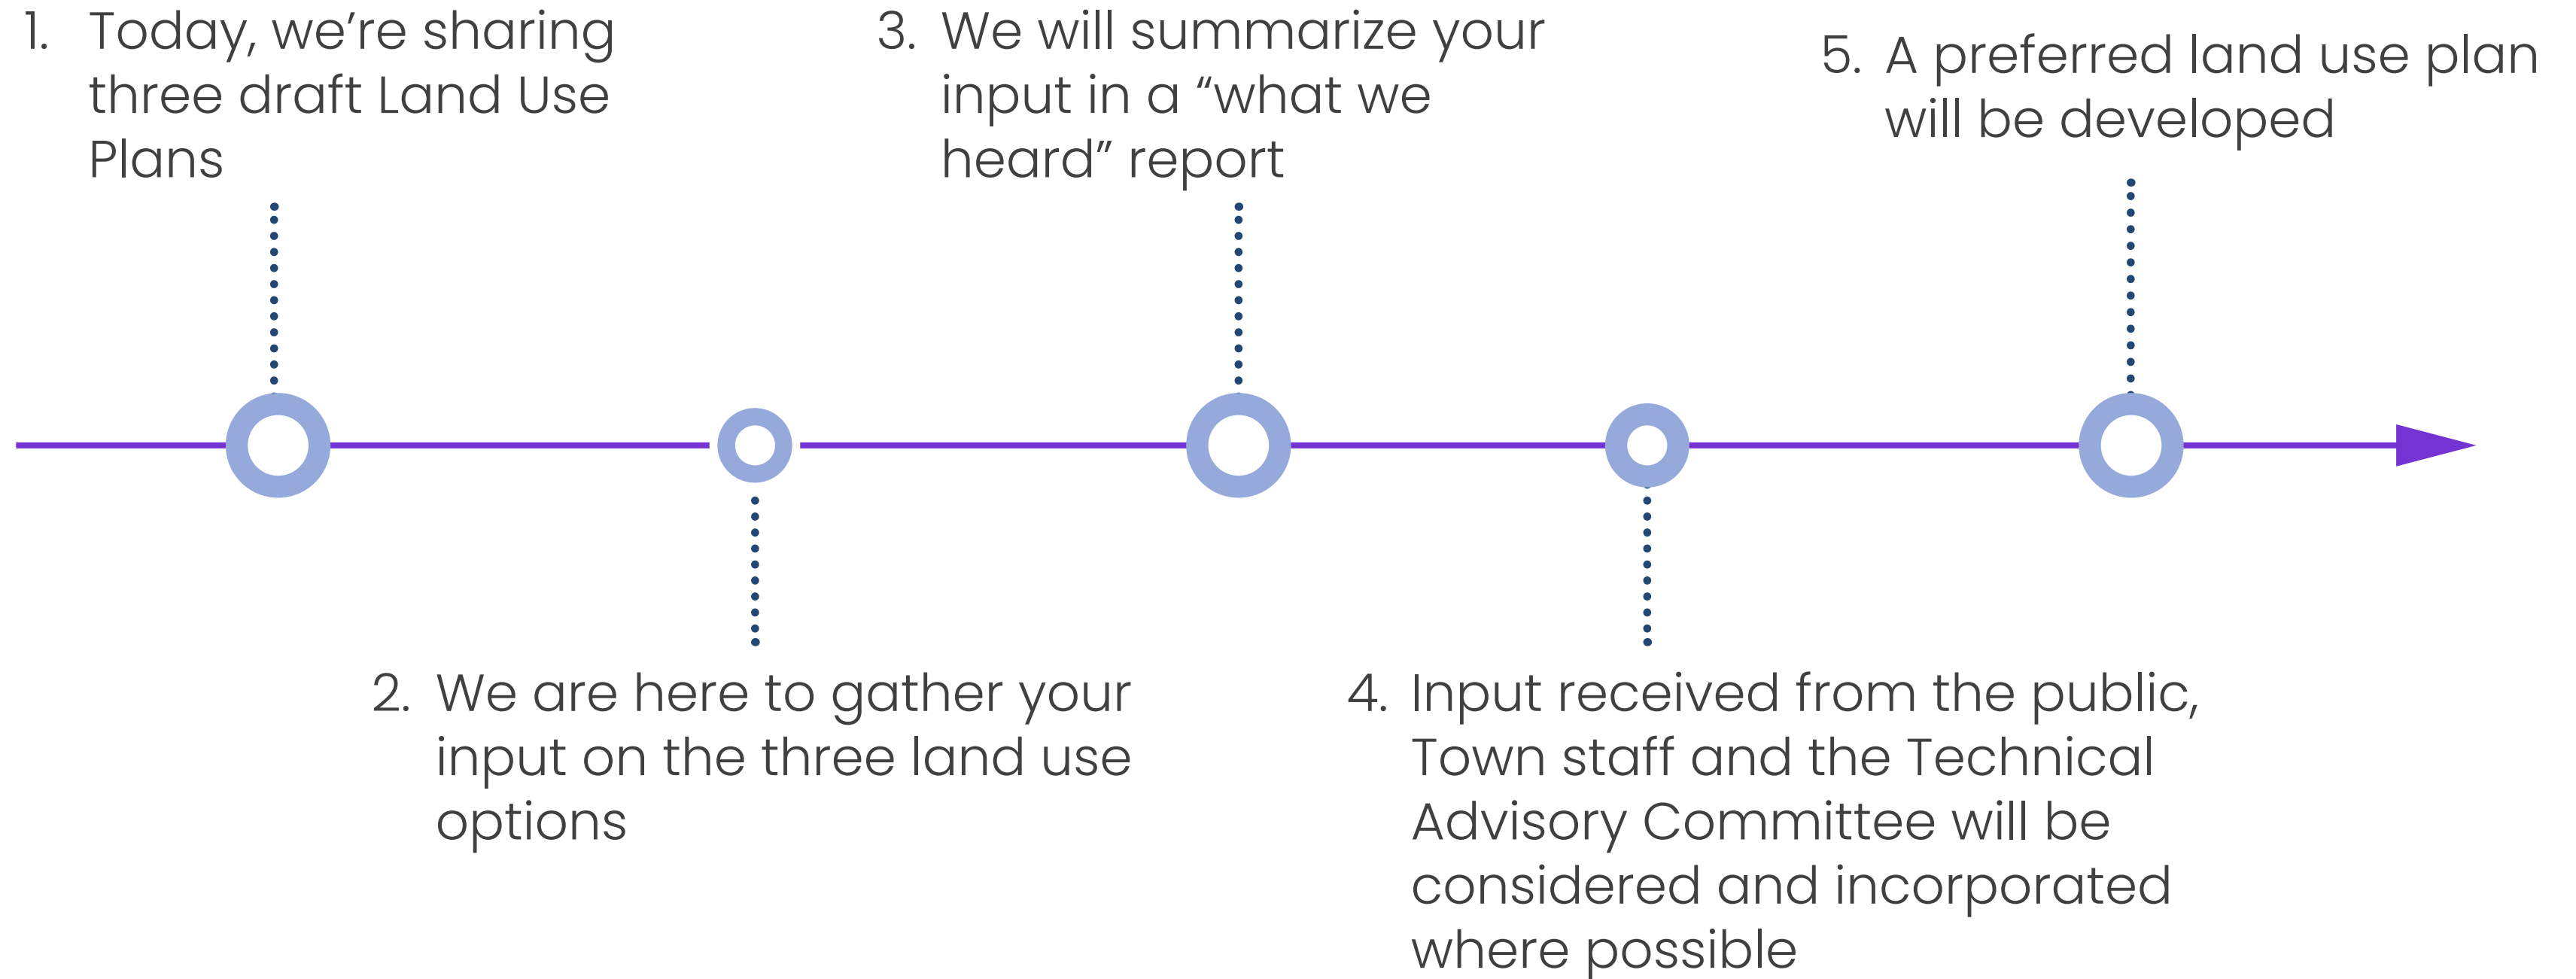 1. Today, we’re sharing
three draft Land Use
Plans
2. We are here to gather your
input on the three land use
options
3. We will summarize your
input in a “what we
heard” report
4. Input received from the public,
Town staff and the Technical
Advisory Committee will be
considered and incorporated
where possible
5. A preferred land use plan
will be developed